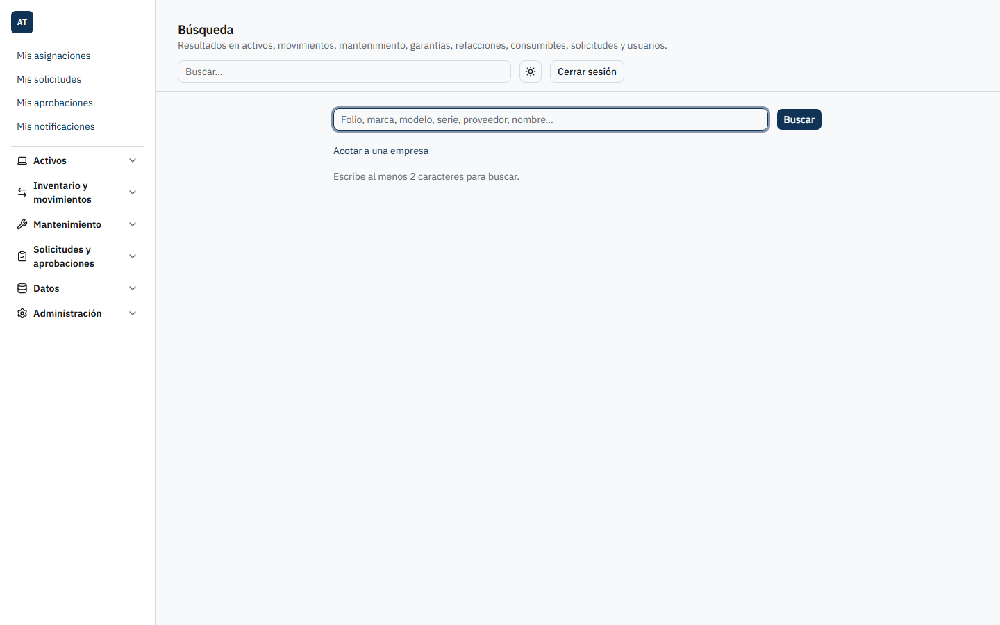 AT
Mis asignaciones
Mis solicitudes
Mis aprobaciones
Mis notificaciones
Activos
Inventario y
movimientos
Mantenimiento
Solicitudes y
aprobaciones
Datos
Administración
Búsqueda
Resultados en activos, movimientos, mantenimiento, garantías, refacciones, consumibles, solicitudes y usuarios.
Buscar...
Cerrar sesión
Folio, marca, modelo, serie, proveedor, nombre...
Buscar
Acotar a una empresa
Escribe al menos 2 caracteres para buscar.